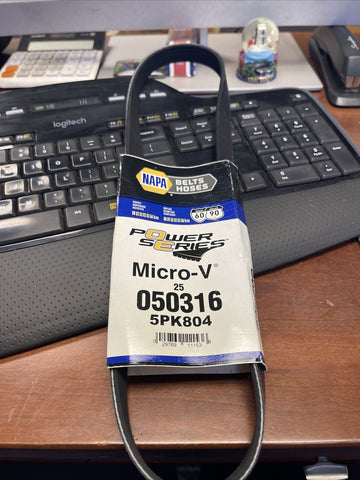 logitech
NAPA
BELTS
HOSES
60 90
POWER
SERIES
Micro-V®
25
050316
5PK804